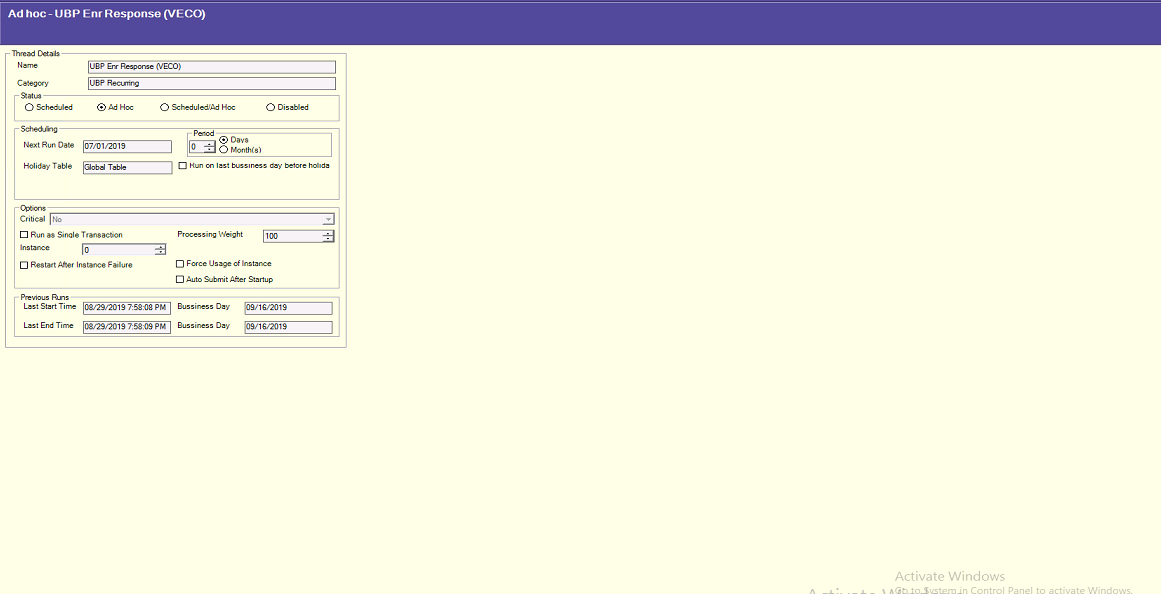 Ad hoc - UBP Enr Response (VECO)
Thread Details
Name UBP Enr Response (VECO)
Category UBP Recurring
Status
Scheduled Ad Hoc Scheduled/Ad Hoc Disabled
Scheduling
Period
Next Run Date 07/01/2019 0 Days
Month(s)
Holiday Table Global Table Run on last bussiness day before holida
Options
Critical No
Run as Single Transaction Processing Weight 100
Instance 0
Restart After Instance Failure Force Usage of Instance
Auto Submit After Startup
Previous Runs
Last Start Time 08/29/2019 7:58:08 PM Bussiness Day 09/16/2019
Last End Time 08/29/2019 7:58:09 PM Bussiness Day 09/16/2019
Activate Windows
Go to System in Control Panel to activate Windows.